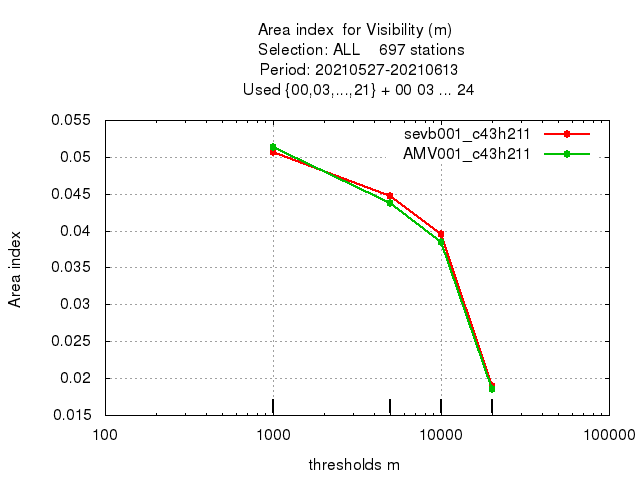 Area index  for Visibility (m)
Selection: ALL    697 stations
Period: 20210527-20210613
Used {00,03,...,21} + 00 03 ... 24
sevb001_c43h211
AMV001_c43h211
0.055
0.05
0.045
0.04
0.035
0.03
0.025
0.02
0.015
100
1000
10000
100000
Area index
thresholds m